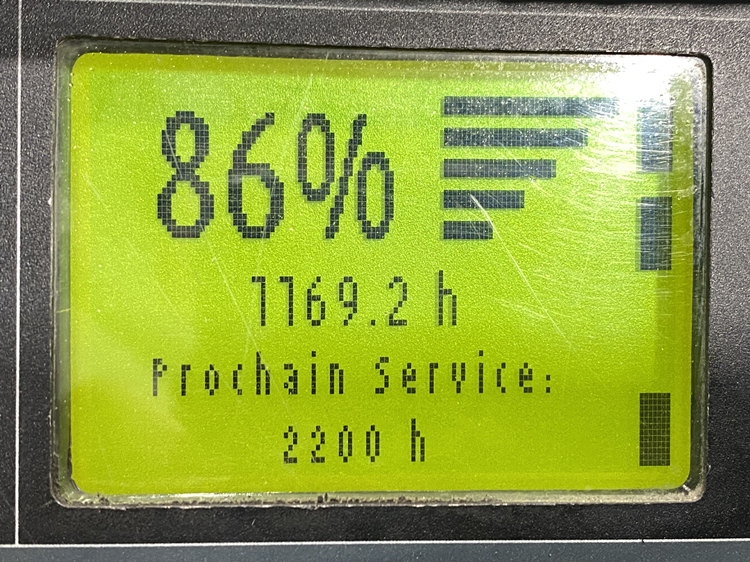 86%
1169.2 h
Prochain Service:
2200 h